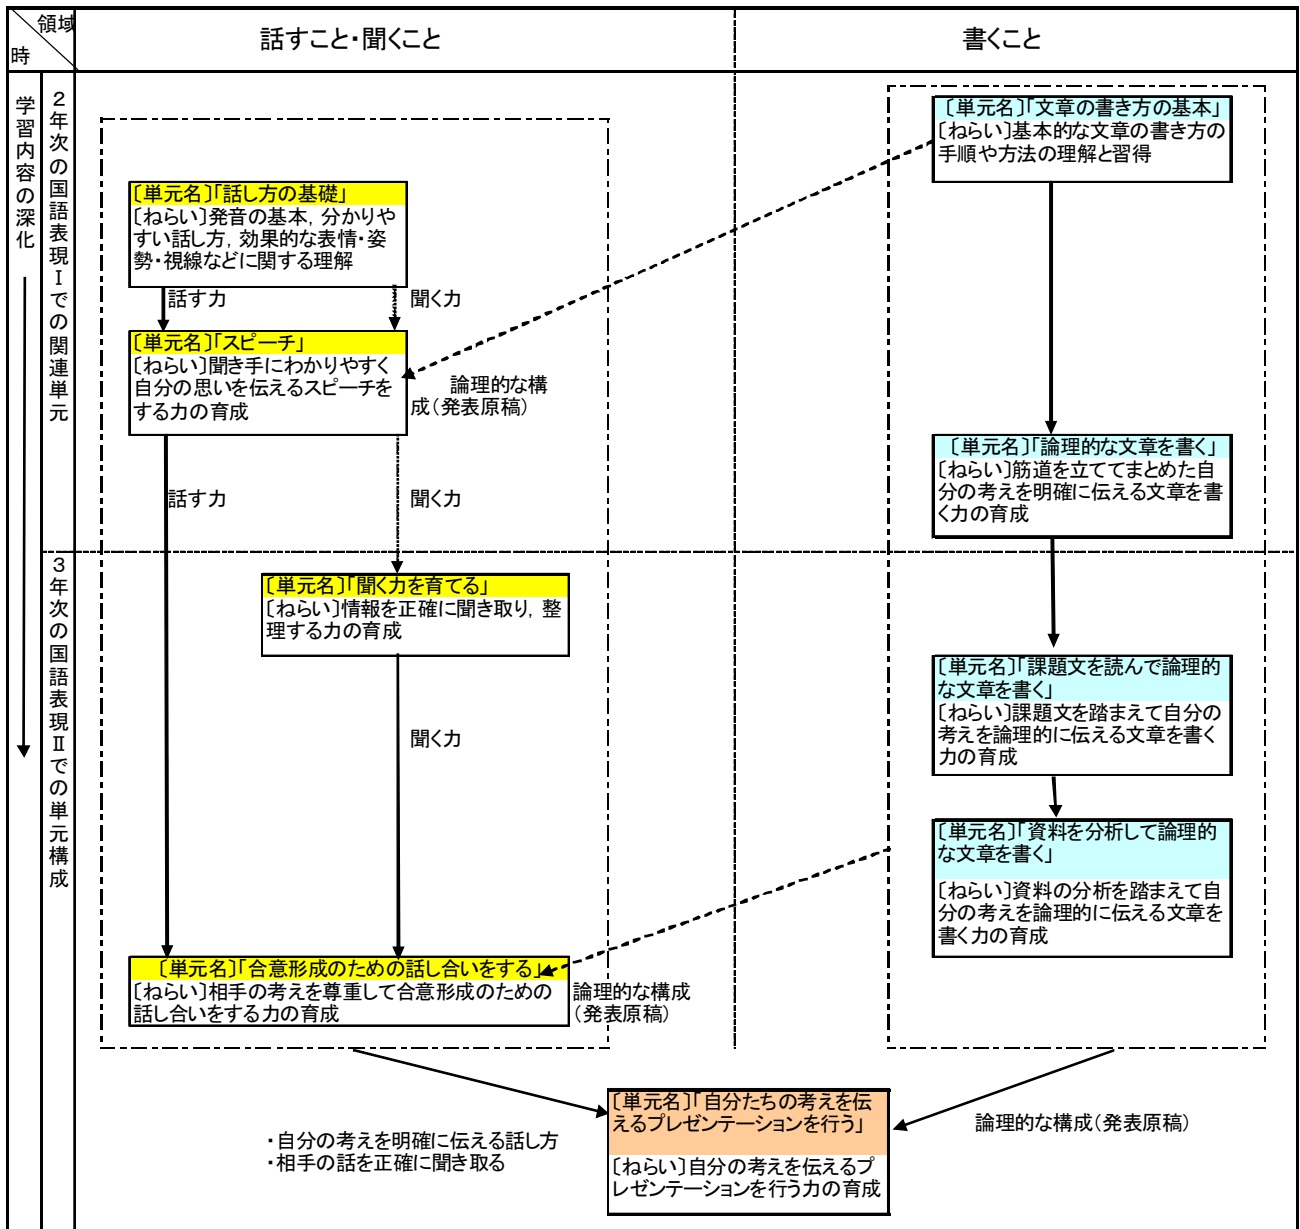 領域
時
話すこと・聞くこと
書くこと
学習内容の深化
2年次の国語表現Ⅰでの関連単元
3年次の国語表現Ⅱでの単元構成
〔単元名〕「文章の書き方の基本」
〔ねらい〕基本的な文章の書き方の
手順や方法の理解と習得
〔単元名〕「話し方の基礎」
〔ねらい〕発音の基本，分かりや
すい話し方，効果的な表情・姿
勢・視線などに関する理解
話す力
聞く力
〔単元名〕「スピーチ」
〔ねらい〕聞き手にわかりやすく
自分の思いを伝えるスピーチを
する力の育成
論理的な構
成（発表原稿）
〔単元名〕「論理的な文章を書く」
〔ねらい〕筋道を立ててまとめた自
分の考えを明確に伝える文章を書
く力の育成
話す力
聞く力
〔単元名〕「聞く力を育てる」
〔ねらい〕情報を正確に聞き取り，整
理する力の育成
〔単元名〕「課題文を読んで論理的
な文章を書く」
〔ねらい〕課題文を踏まえて自分の
考えを論理的に伝える文章を書く
力の育成
聞く力
〔単元名〕「資料を分析して論理的
な文章を書く」
〔ねらい〕資料の分析を踏まえて自
分の考えを論理的に伝える文章を
書く力の育成
〔単元名〕「合意形成のための話し合いをする」
〔ねらい〕相手の考えを尊重して合意形成のための
話し合いをする力の育成
論理的な構成
（発表原稿）
〔単元名〕「自分たちの考えを伝
えるプレゼンテーションを行う」
〔ねらい〕自分の考えを伝えるプ
レゼンテーションを行う力の育成
論理的な構成（発表原稿）
・自分の考えを明確に伝える話し方
・相手の話を正確に聞き取る